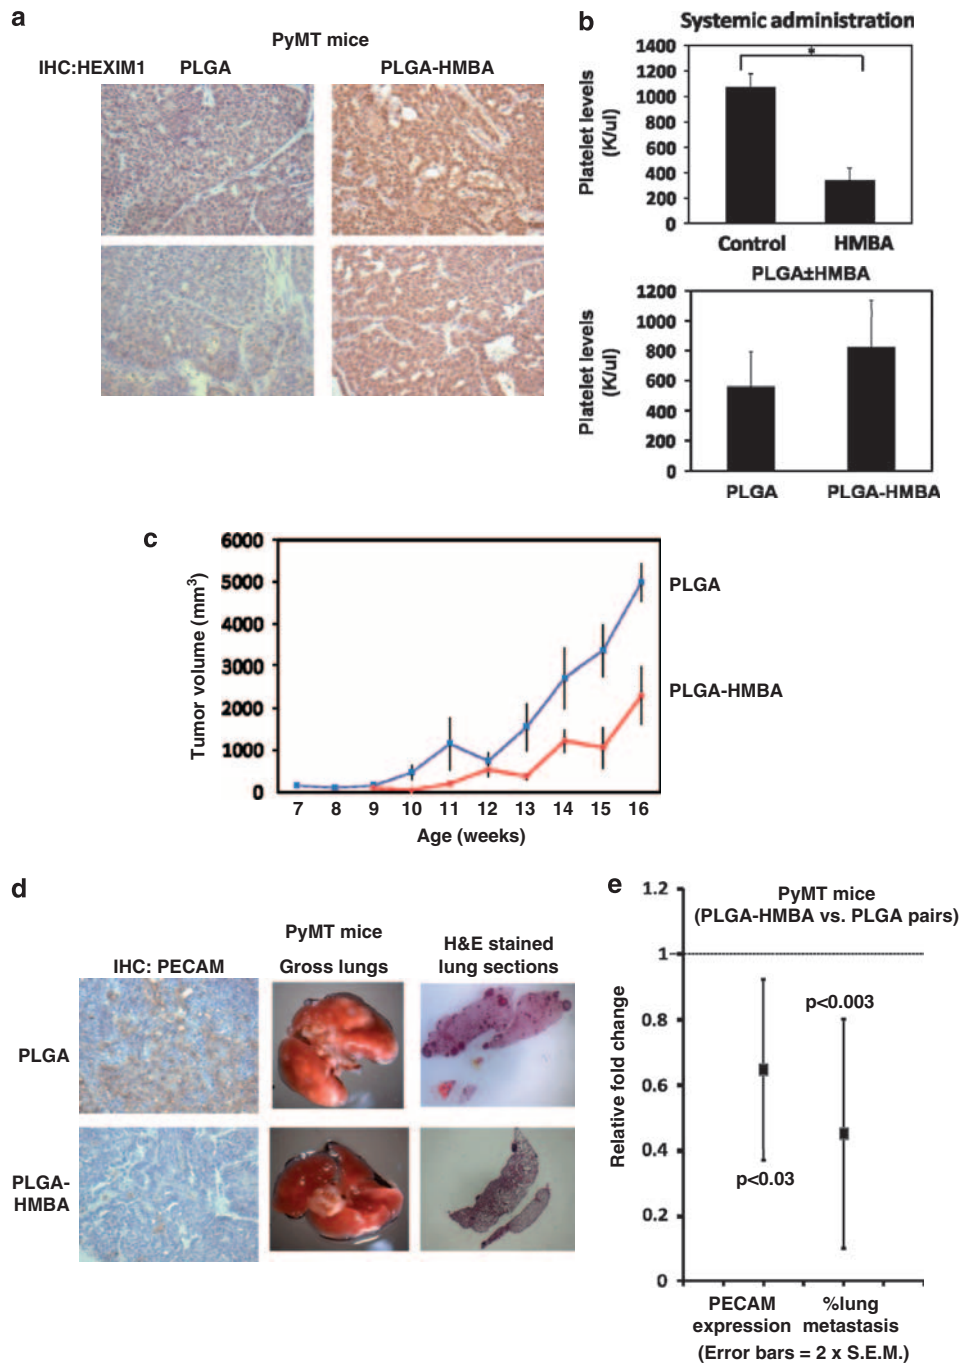 a
PyMT mice
IHC:HEXIM1 PLGA PLGA-HMBA
b
Systemic administration
Platelet levels
(K/ul)
1400
1200
1000
800
600
400
200
0
*
Control HMBA
PLGA±HMBA
Platelet levels
(K/ul)
1200
1000
800
600
400
200
0
PLGA PLGA-HMBA
c
Tumor volume (mm³)
6000
5000
4000
3000
2000
1000
0
PLGA
PLGA-HMBA
7 8 9 10 11 12 13 14 15 16
Age (weeks)
d
PyMT mice
IHC: PECAM
Gross lungs
H&E stained
lung sections
PLGA
PLGA-
HMBA
e
PyMT mice
(PLGA-HMBA vs. PLGA pairs)
Relative fold change
1.2
1
0.8
0.6
0.4
0.2
0
p<0.003
p<0.03
PECAM
expression
%lung
metastasis
(Error bars = 2 x S.E.M.)